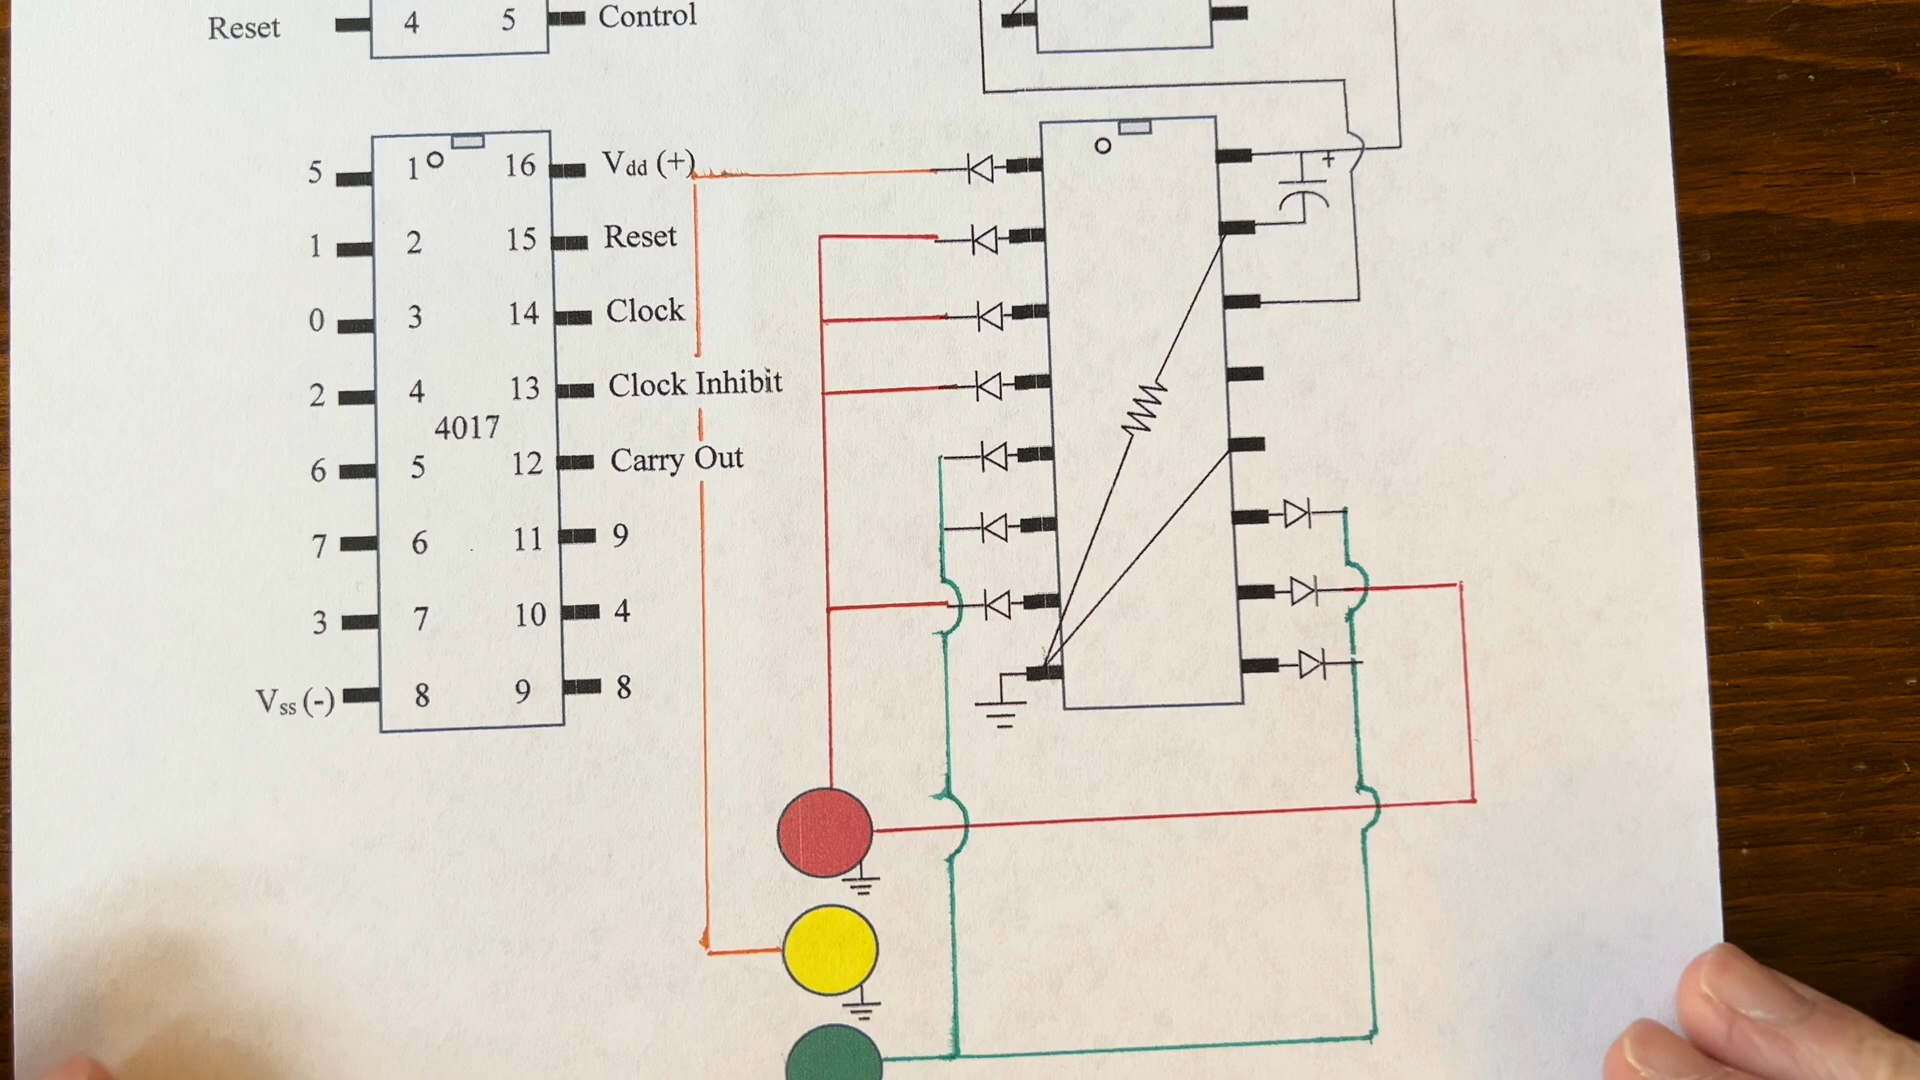 Reset 4 5 Control
5 1 16 Vdd (+)
1 2 15 Reset
0 3 14 Clock
2 4 13 Clock Inhibit
4017
6 5 12 Carry Out
7 6 11 9
3 7 10 4
Vss (-) 8 9 8
+